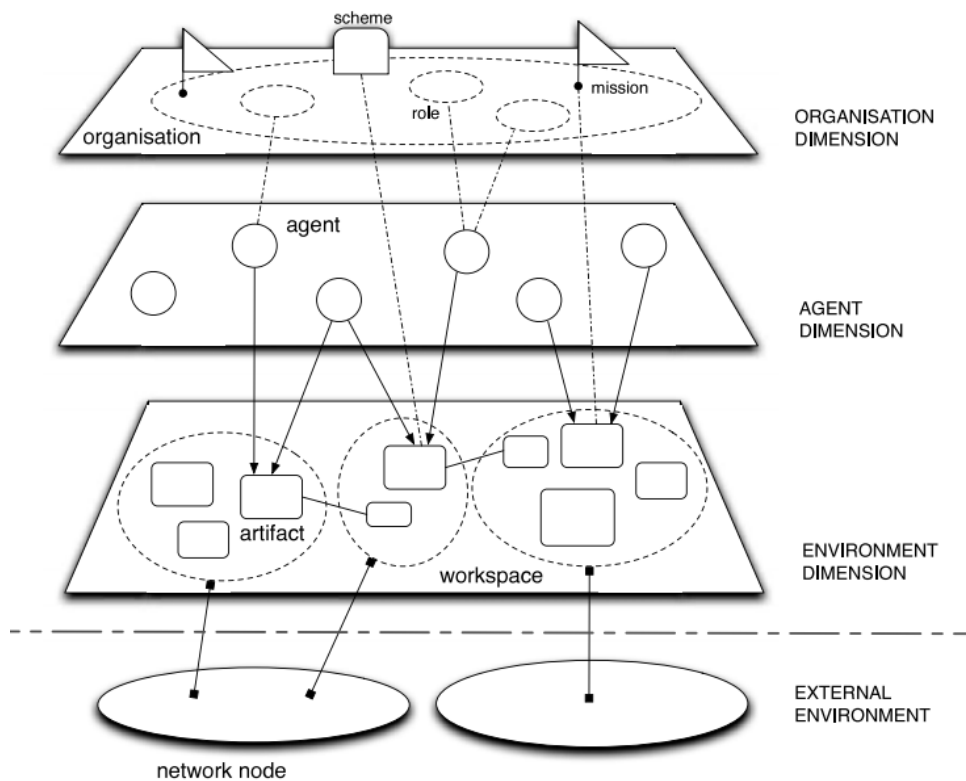 scheme
mission
role
organisation
ORGANISATION
DIMENSION
agent
AGENT
DIMENSION
artifact
workspace
ENVIRONMENT
DIMENSION
EXTERNAL
ENVIRONMENT
network node